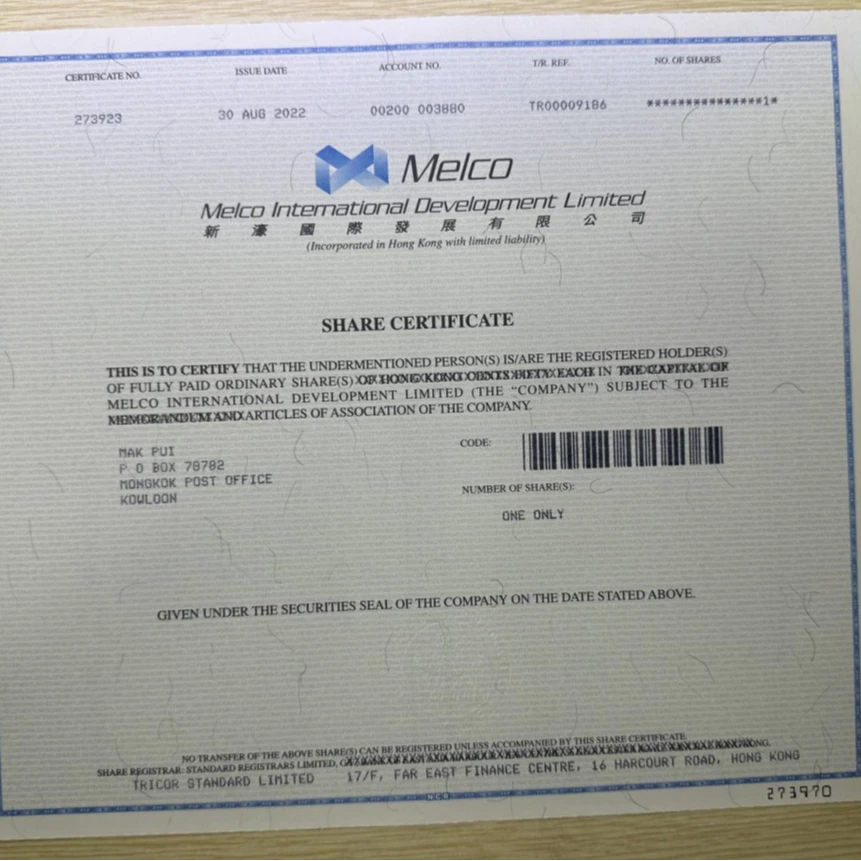 CERTIFICATE NO. ISSUE DATE ACCOUNT NO. T/R. REF. NO. OF SHARES
273923 30 AUG 2022 00200 003880 TR00009186 ***************1*
Melco
Melco International Development Limited
新濠國際發展有限公司
(Incorporated in Hong Kong with limited liability)
SHARE CERTIFICATE
THIS IS TO CERTIFY THAT THE UNDERMENTIONED PERSON(S) IS/ARE THE REGISTERED HOLDER(S)
OF FULLY PAID ORDINARY SHARE(S) OF HONG KONG CENTS FIFTY EACH IN THE CAPITAL OF
MELCO INTERNATIONAL DEVELOPMENT LIMITED (THE “COMPANY”) SUBJECT TO THE
MEMORANDUM AND ARTICLES OF ASSOCIATION OF THE COMPANY.
MAK PUI
P O BOX 78782
MONGKOK POST OFFICE
KOWLOON
CODE:
NUMBER OF SHARE(S):
ONE ONLY
GIVEN UNDER THE SECURITIES SEAL OF THE COMPANY ON THE DATE STATED ABOVE.
NO TRANSFER OF THE ABOVE SHARE(S) CAN BE REGISTERED UNLESS ACCOMPANIED BY THIS SHARE CERTIFICATE.
SHARE REGISTRAR: STANDARD REGISTRARS LIMITED,
TRICOR STANDARD LIMITED 17/F, FAR EAST FINANCE CENTRE, 16 HARCOURT ROAD, HONG KONG
NCR
273970